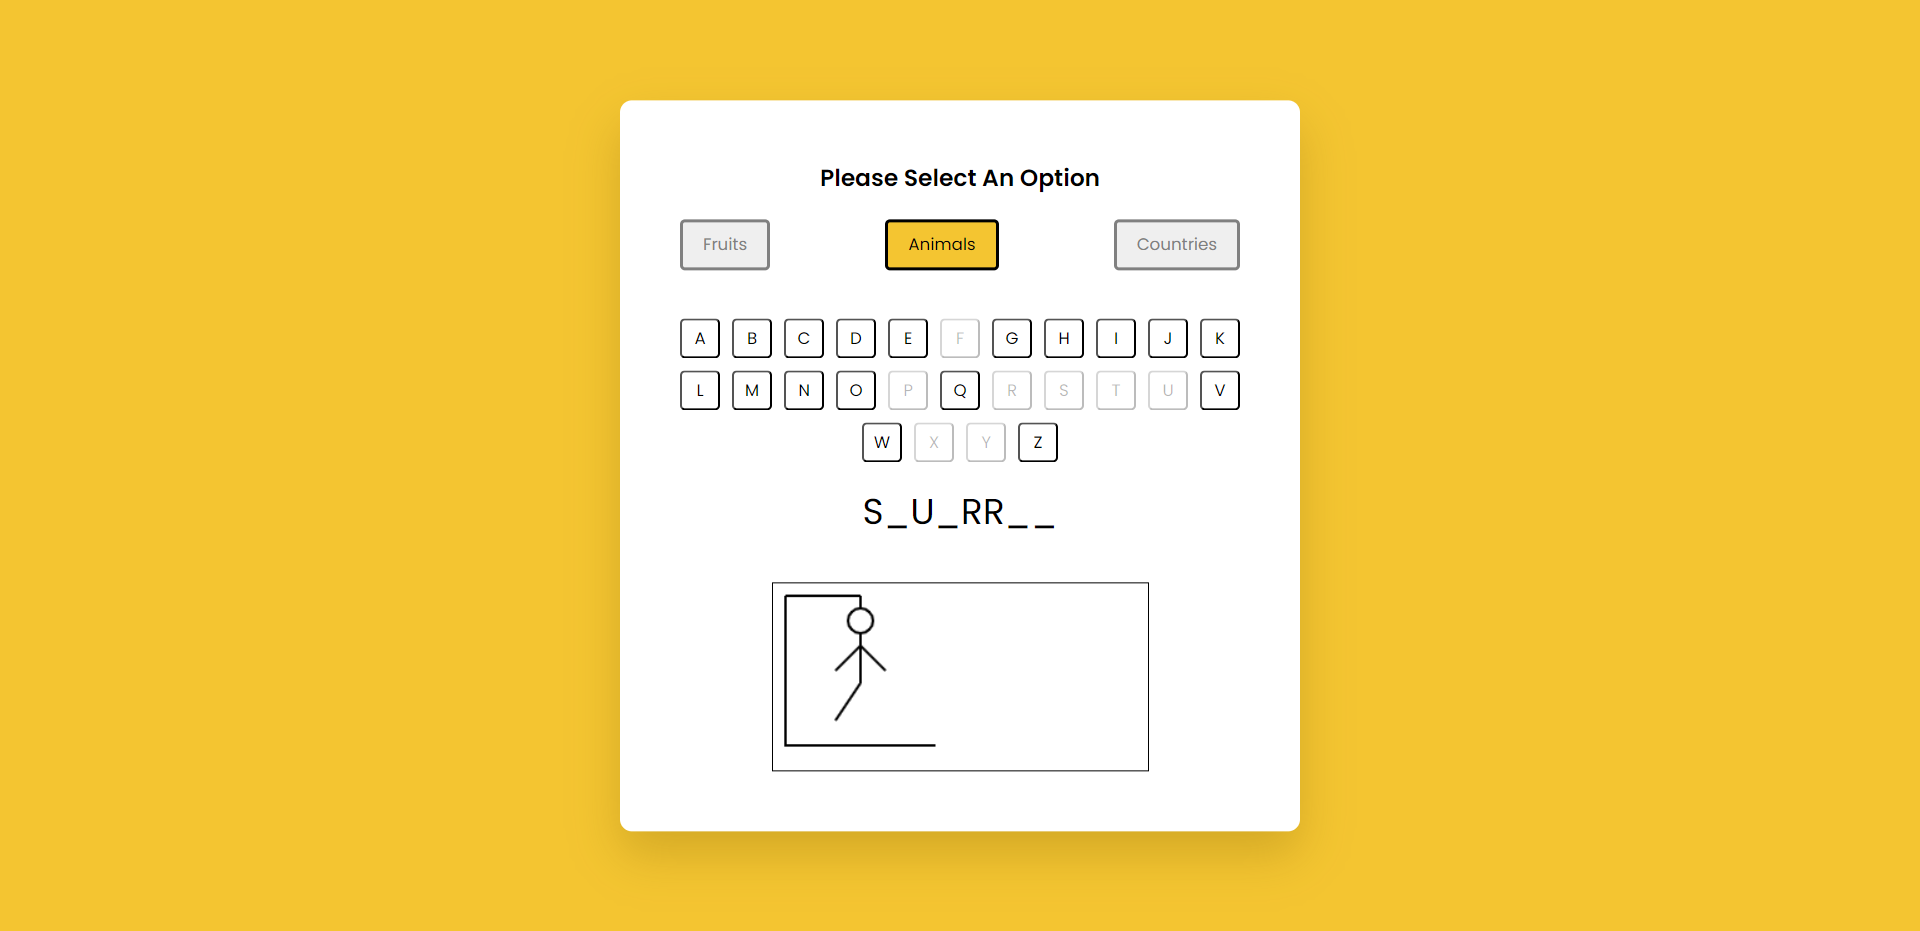 Please Select An Option
Fruits Animals Countries
A B C D E F G H I J K
L M N O P Q R S T U V
W X Y Z
S_U_RR__